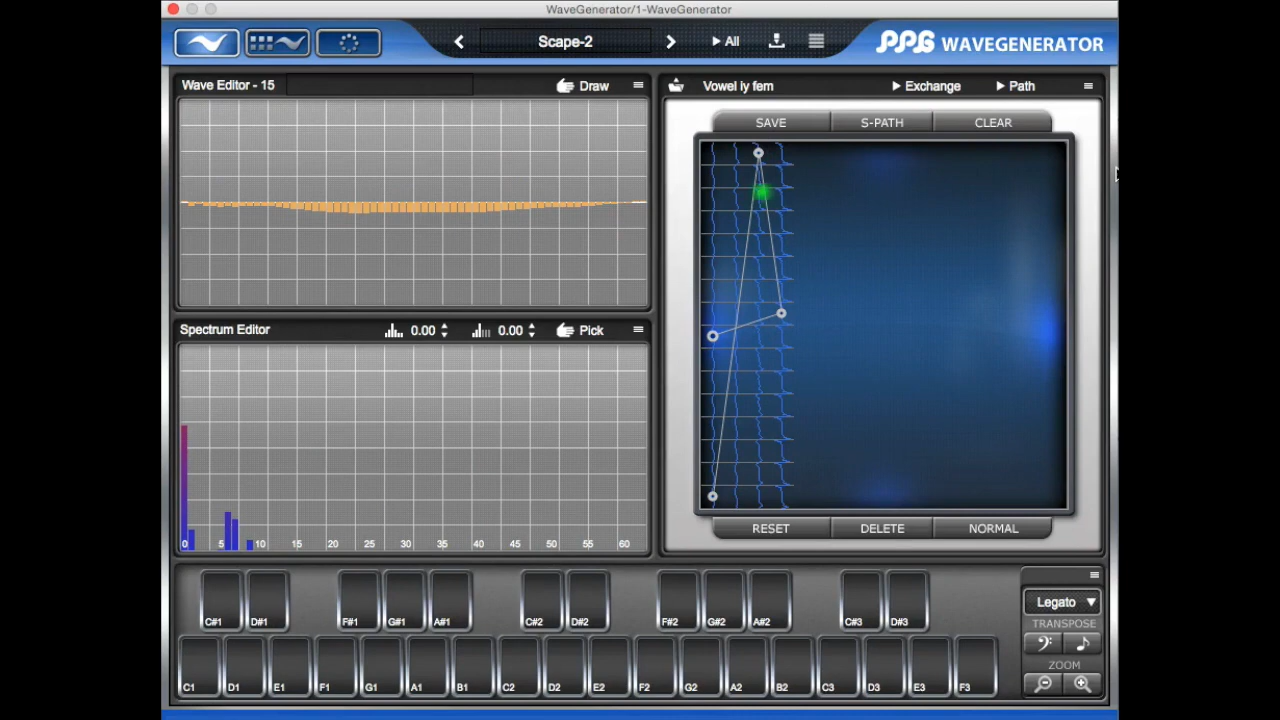 WaveGenerator/1-WaveGenerator
Scape-2
All
PPG WAVEGENERATOR
Wave Editor - 15
Draw
Vowel iy fem
Exchange
Path
SAVE
S-PATH
CLEAR
Spectrum Editor
0.00
0.00
Pick
0 5 10 15 20 25 30 35 40 45 50 55 60
RESET
DELETE
NORMAL
C#1 D#1 F#1 G#1 A#1 C#2 D#2 F#2 G#2 A#2 C#3 D#3
Legato
TRANSPOSE
ZOOM
C1 D1 E1 F1 G1 A1 B1 C2 D2 E2 F2 G2 A2 B2 C3 D3 E3 F3